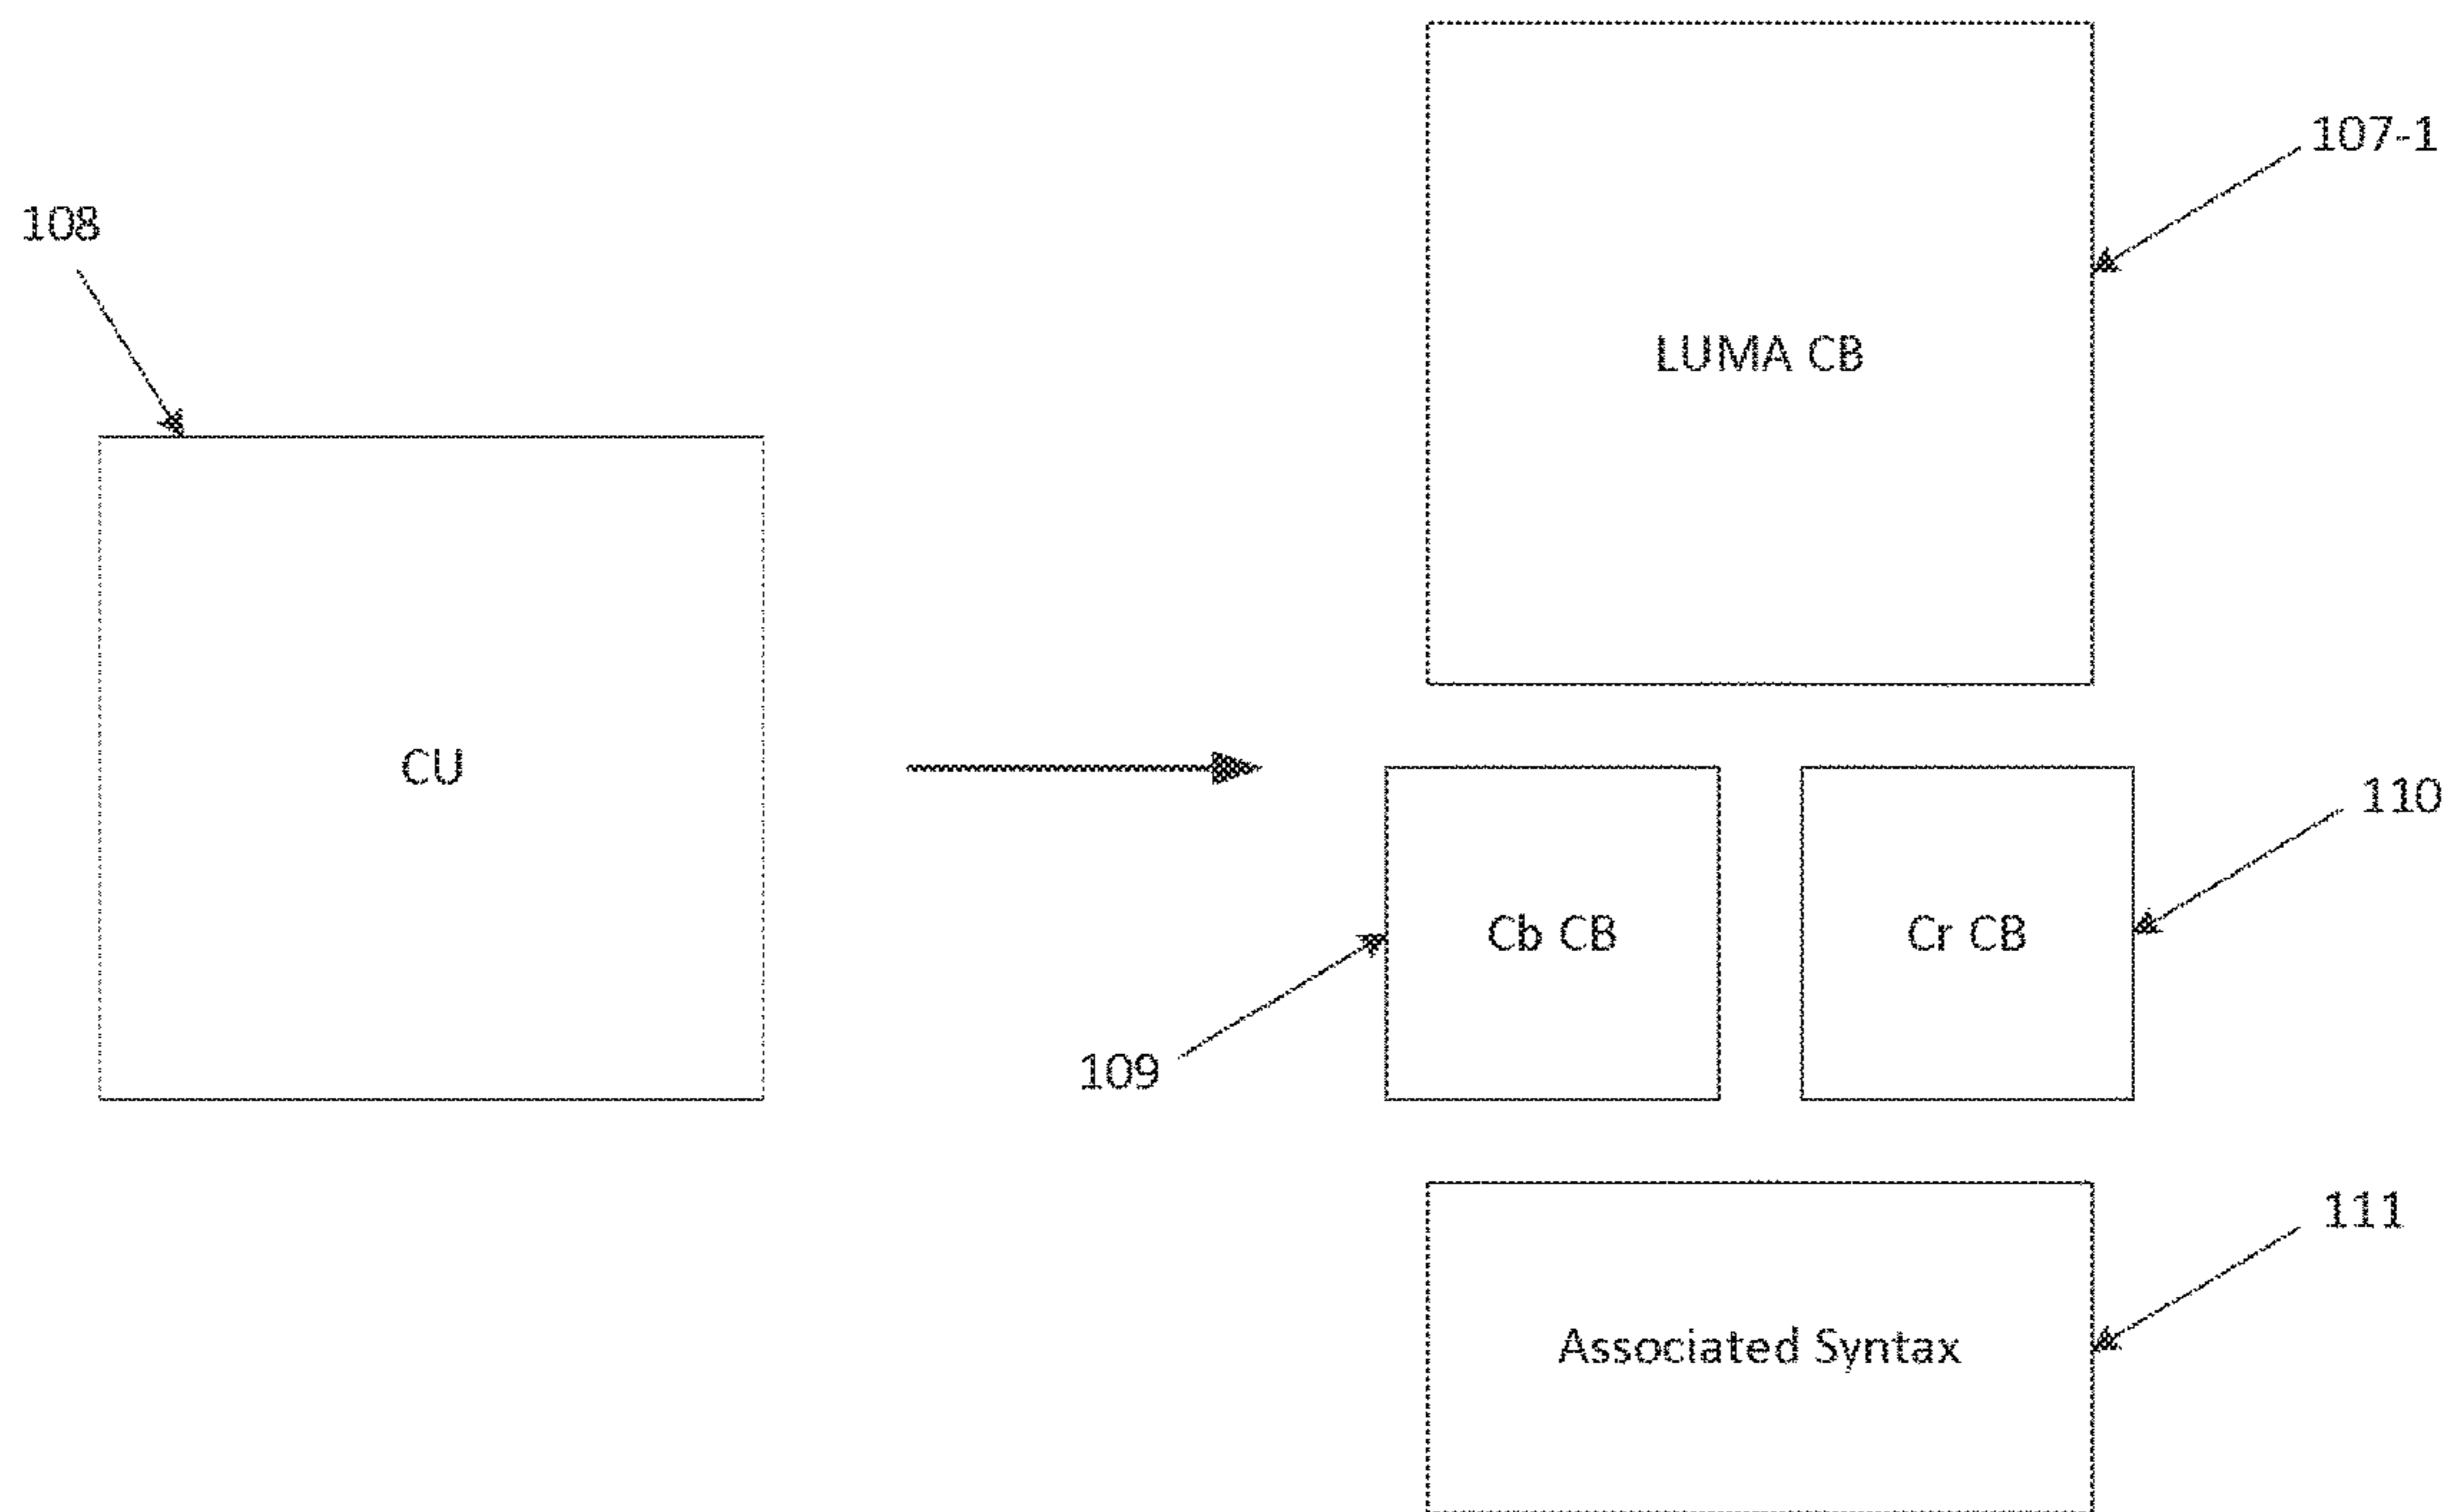 107-1
108
LUMA CB
CU
110
Cb CB
Cr CB
109
111
Associated Syntax